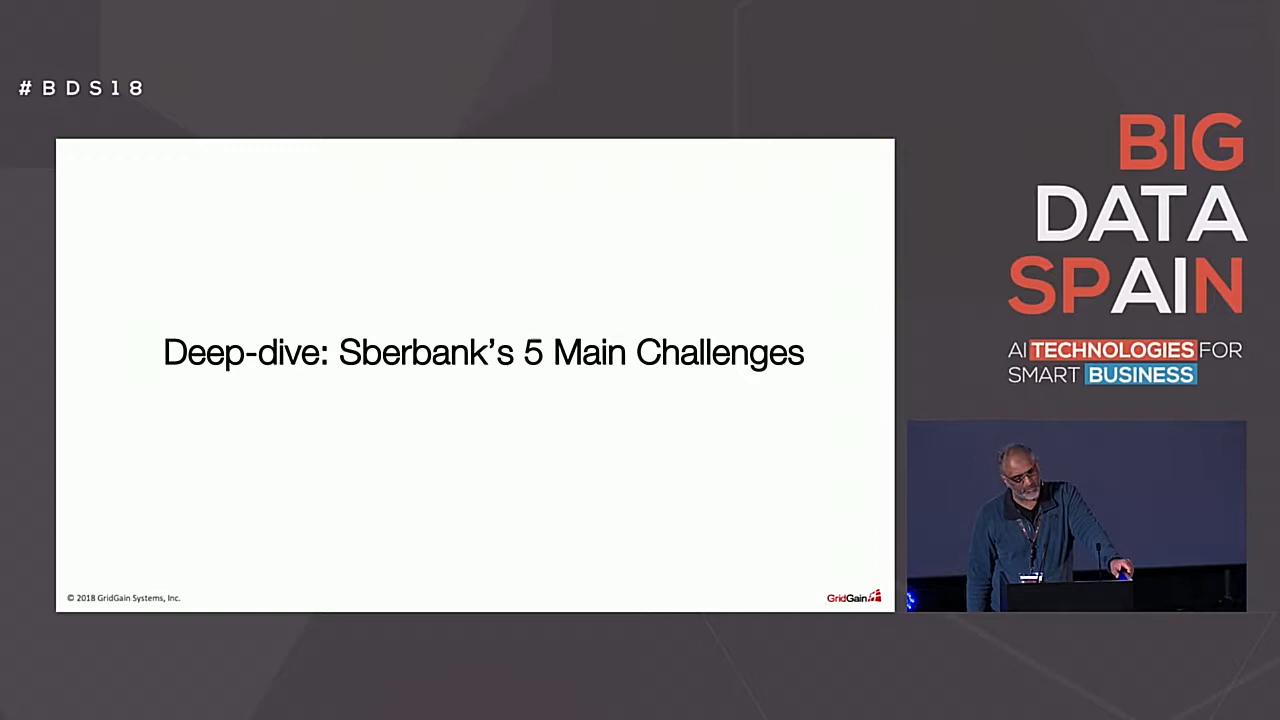 #BDS18
BIG
DATA
SPAIN
AI TECHNOLOGIES FOR
SMART BUSINESS
Deep-dive: Sberbank’s 5 Main Challenges
© 2018 GridGain Systems, Inc.
GridGain